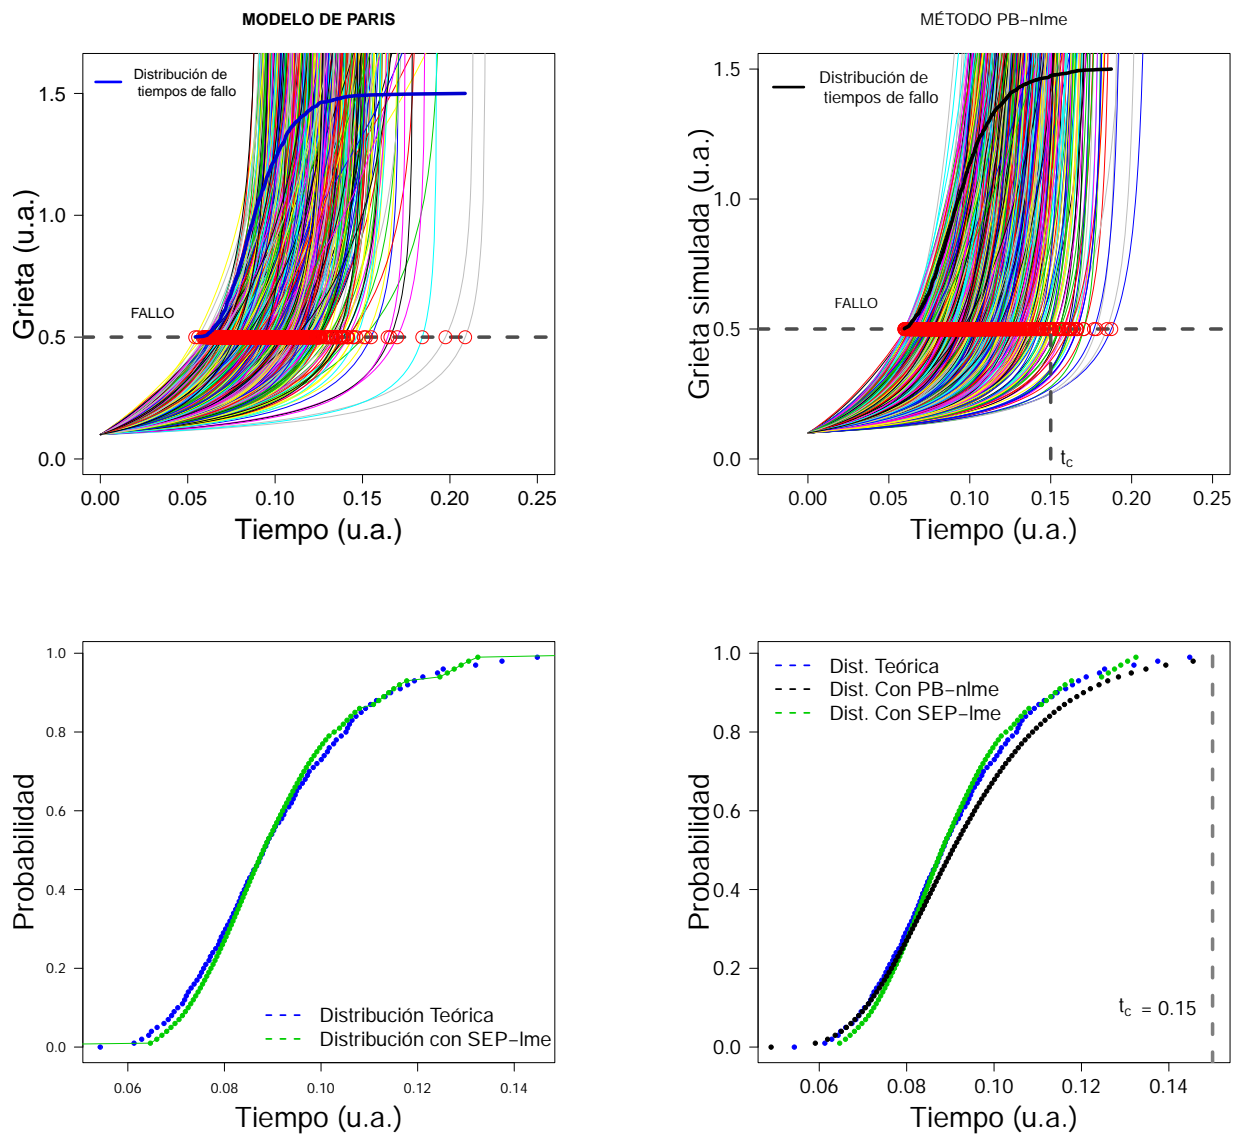 MODELO DE PARIS
Distribución de
tiempos de fallo
FALLO
Grieta (u.a.)
0.0
0.5
1.0
1.5
0.00 0.05 0.10 0.15 0.20 0.25
Tiempo (u.a.)
MÉTODO PB−nlme
Distribución de
tiempos de fallo
FALLO
Grieta simulada (u.a.)
0.0
0.5
1.0
1.5
tc
0.00 0.05 0.10 0.15 0.20 0.25
Tiempo (u.a.)
Probabilidad
0.0
0.2
0.4
0.6
0.8
1.0
Distribución Teórica
Distribución con SEP−lme
0.06 0.08 0.10 0.12 0.14
Tiempo (u.a.)
Probabilidad
0.0
0.2
0.4
0.6
0.8
1.0
Dist. Teórica
Dist. Con PB−nlme
Dist. Con SEP−lme
tc = 0.15
0.06 0.08 0.10 0.12 0.14
Tiempo (u.a.)